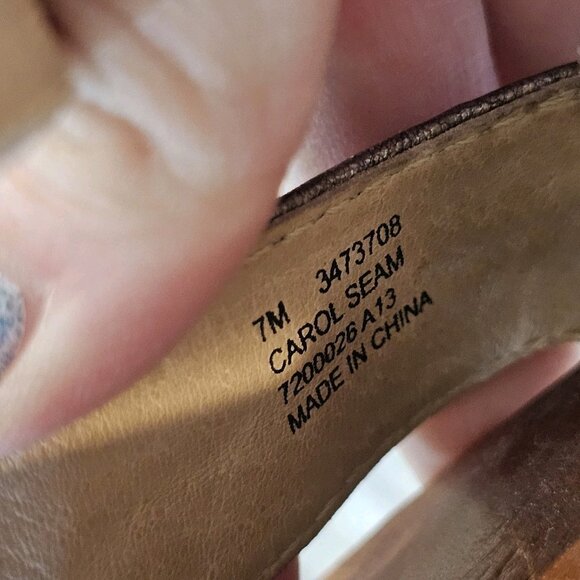 7M 3473708
CAROL SEAM
7200026 A13
MADE IN CHINA